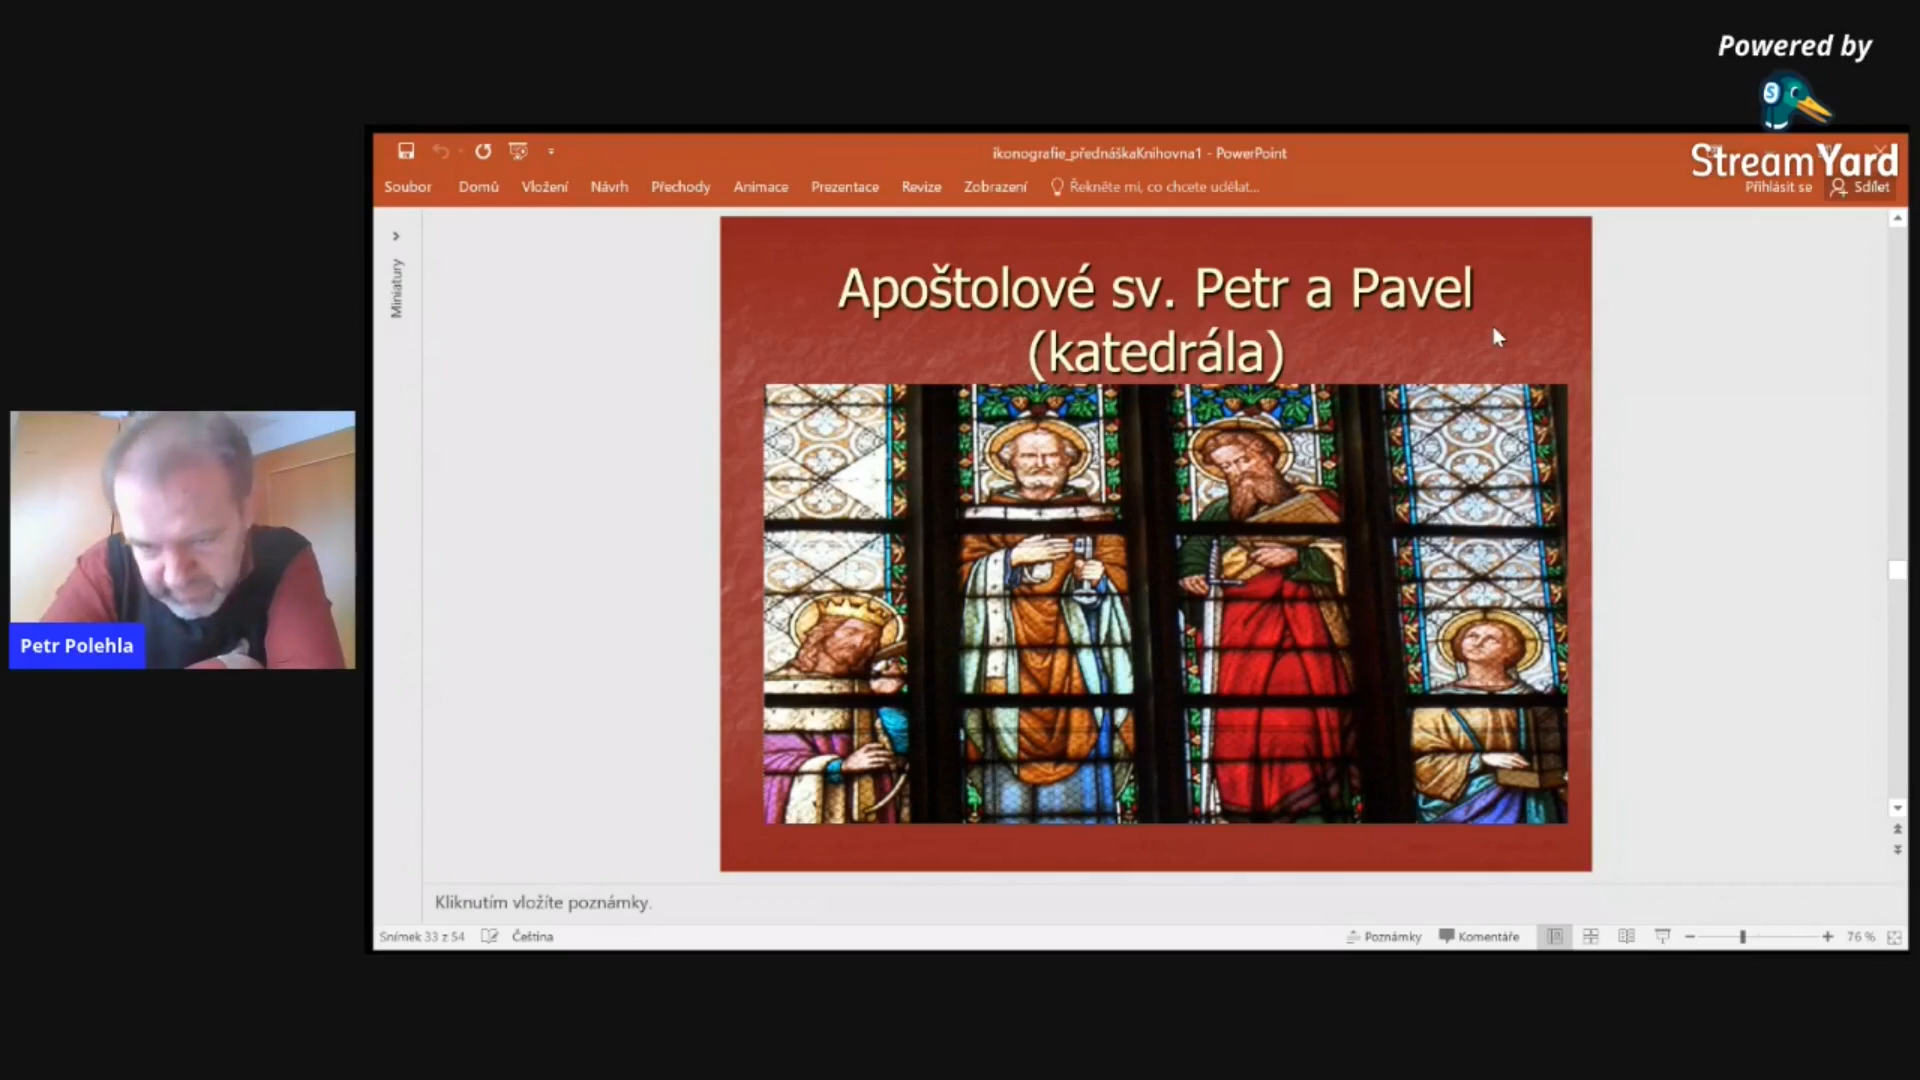 Powered by
StreamYard
ikonografie_přednáškaKnihovna1 - PowerPoint
Soubor Domů Vložení Návrh Přechody Animace Prezentace Revize Zobrazení Řekněte mi, co chcete udělat... Přihlásit se Sdílet
Miniatury
Apoštolové sv. Petr a Pavel
(katedrála)
Petr Polehla
Kliknutím vložíte poznámky.
Snímek 33 z 54 Čeština Poznámky Komentáře 76 %